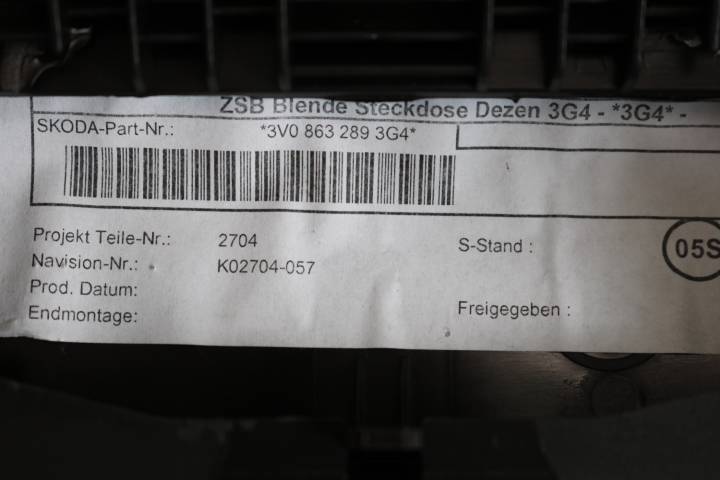 ZSB Blende Steckdose Dezen 3G4 - *3G4* -
SKODA-Part-Nr.: *3V0 863 289 3G4*
Projekt Teile-Nr.: 2704 S-Stand : 05S
Navision-Nr.: K02704-057
Prod. Datum:
Endmontage: Freigegeben :